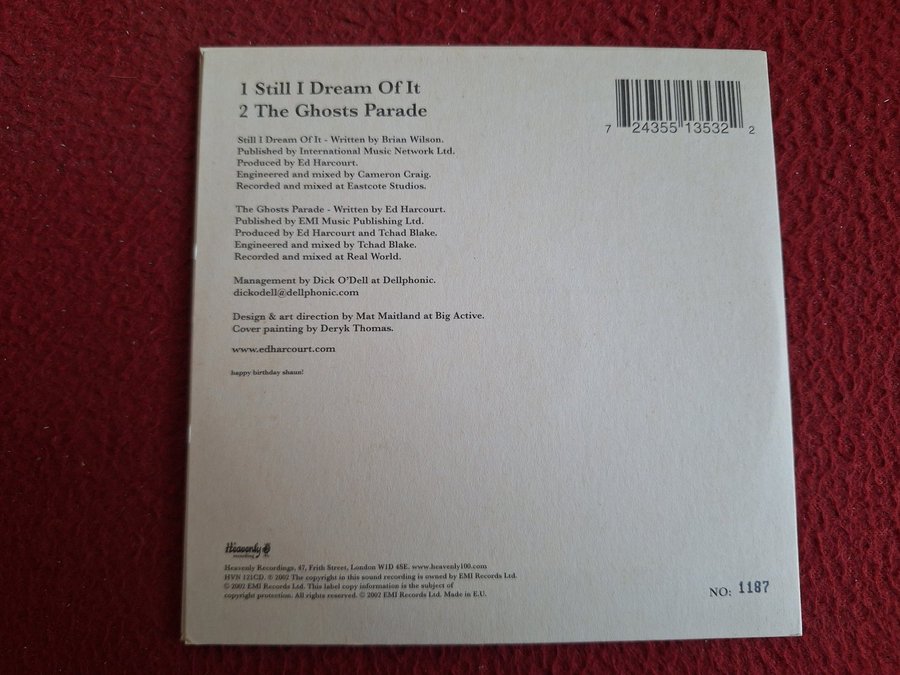 1 Still I Dream Of It
2 The Ghosts Parade
7 24355 13532 2
Still I Dream Of It - Written by Brian Wilson.
Published by International Music Network Ltd.
Produced by Ed Harcourt.
Engineered and mixed by Cameron Craig.
Recorded and mixed at Eastcote Studios.
The Ghosts Parade - Written by Ed Harcourt.
Published by EMI Music Publishing Ltd.
Produced by Ed Harcourt and Tchad Blake.
Engineered and mixed by Tchad Blake.
Recorded and mixed at Real World.
Management by Dick O'Dell at Dellphonic.
dickodell@dellphonic.com
Design & art direction by Mat Maitland at Big Active.
Cover painting by Deryk Thomas.
www.edharcourt.com
happy birthday shaun!
Heavenly
recordings
Heavenly Recordings, 47, Frith Street, London W1D 4SE. www.heavenly100.com
HVN 121CD. ℗ 2002 The copyright in this sound recording is owned by EMI Records Ltd.
© 2002 EMI Records Ltd. This label copy information is the subject of
copyright protection. All rights reserved. © 2002 EMI Records Ltd. Made in E.U.
NO: 1187